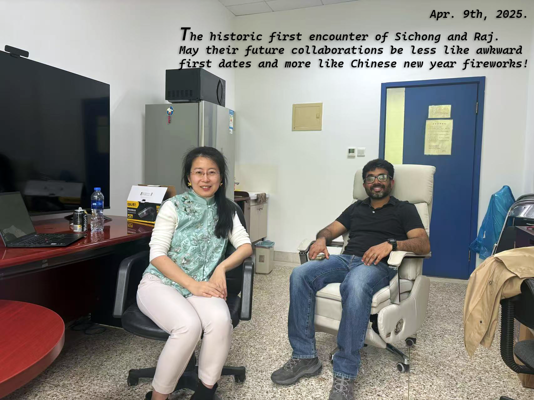 Apr. 9th, 2025.
The historic first encounter of Sichong and Raj.
May their future collaborations be less like awkward
first dates and more like Chinese new year fireworks!